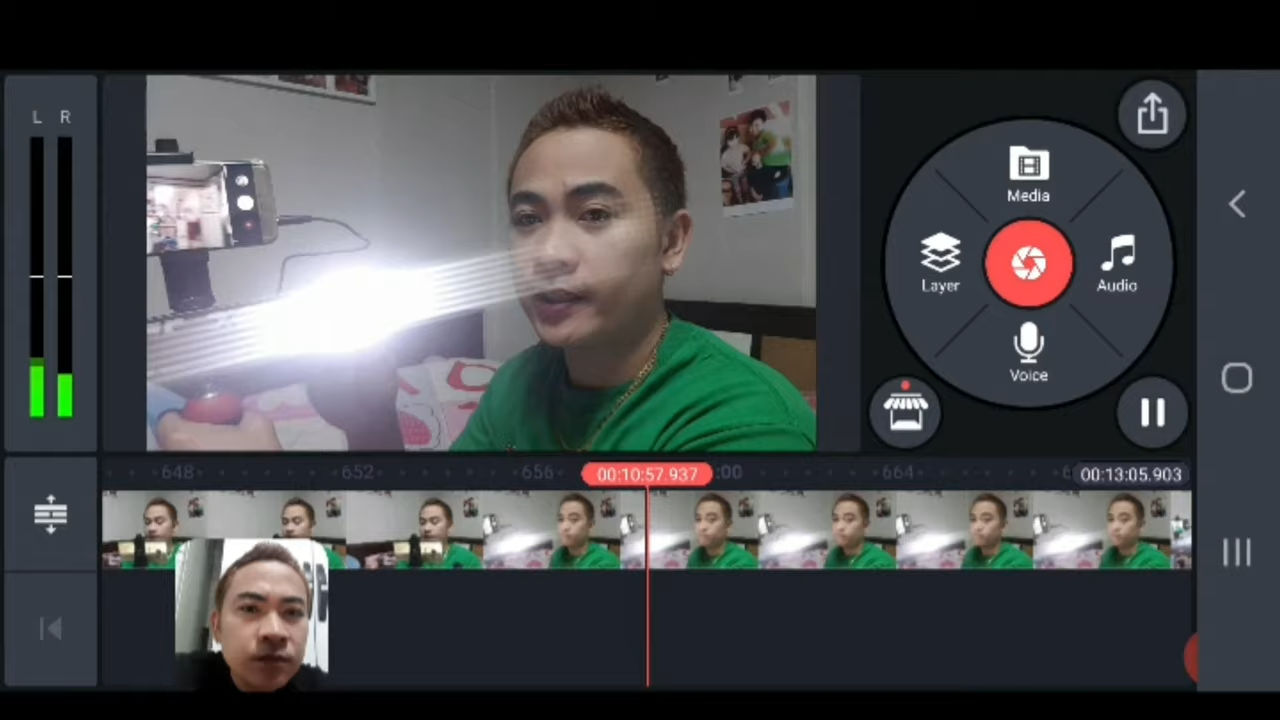 L R
Media
Layer
Audio
Voice
648
652
656
00:10:57.937
:00
664
00:13:05.903